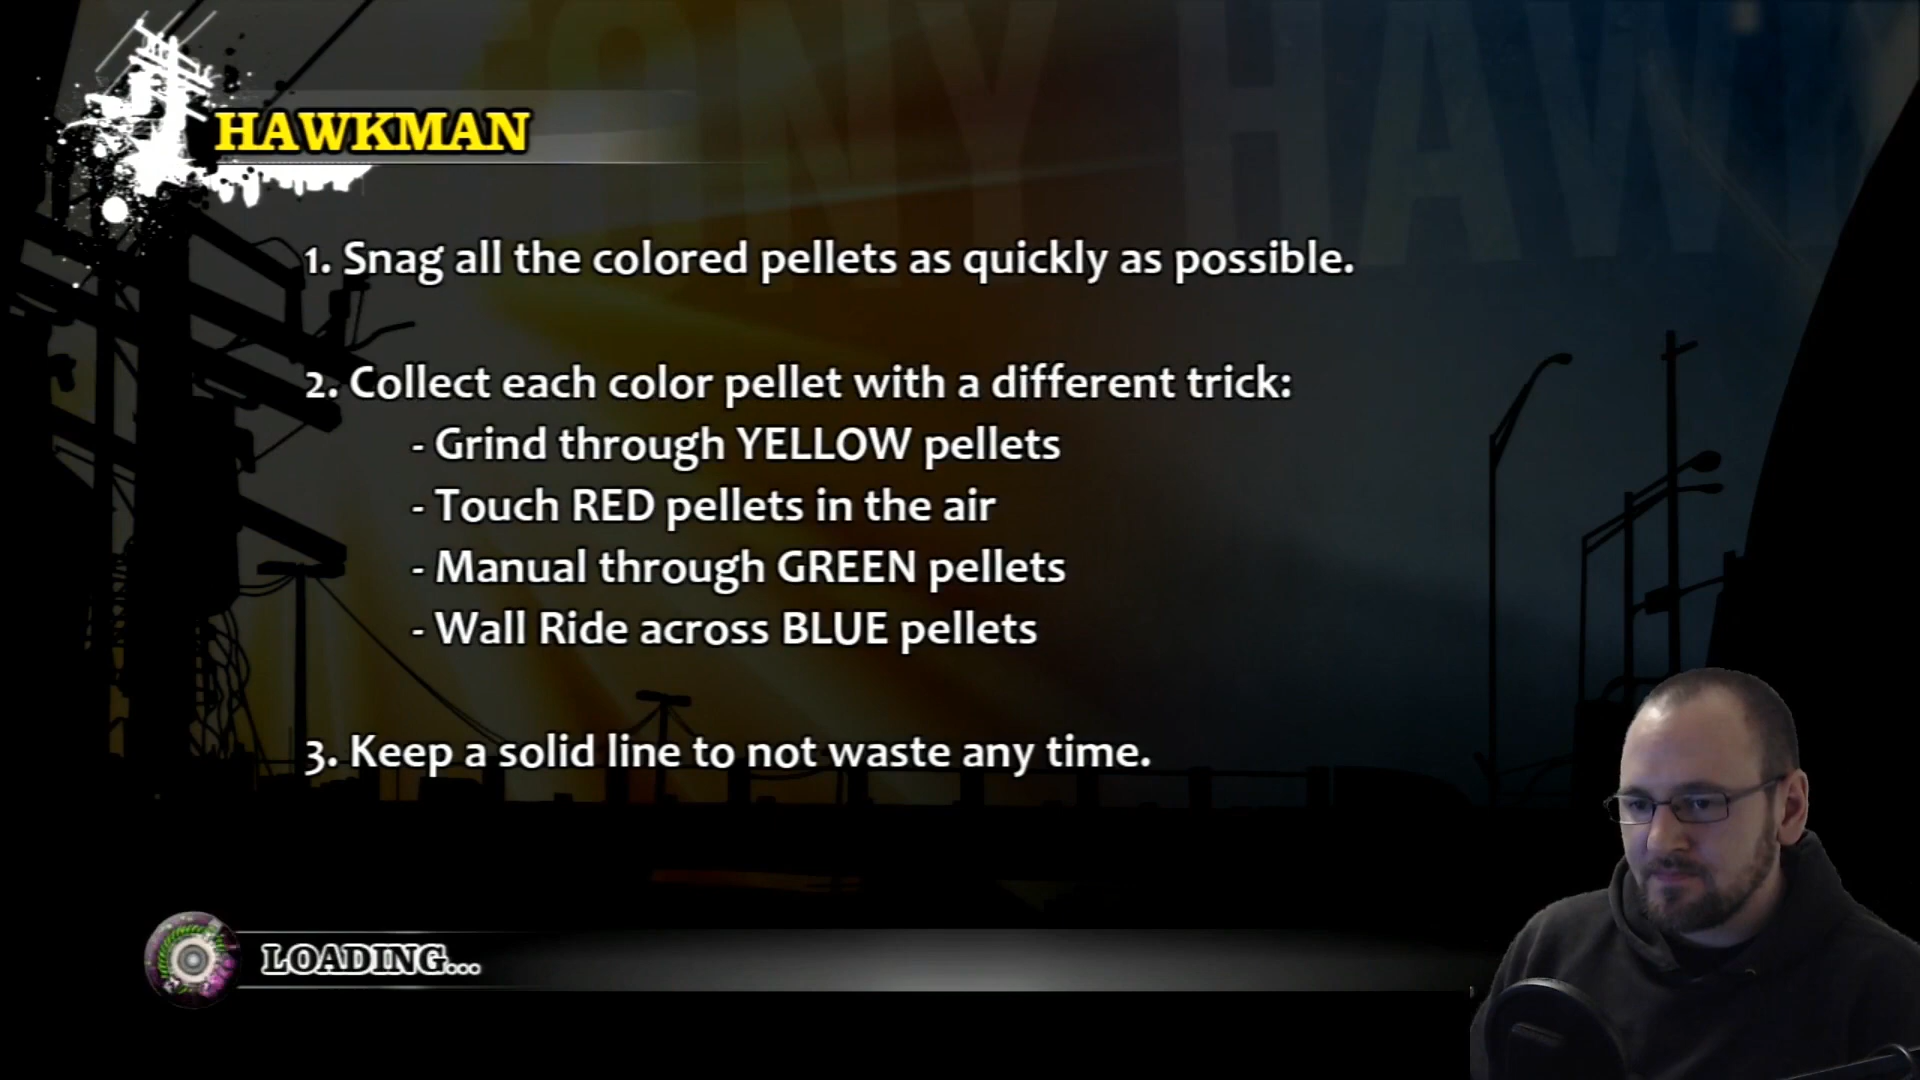 HAWKMAN
1. Snag all the colored pellets as quickly as possible.
2. Collect each color pellet with a different trick:
- Grind through YELLOW pellets
- Touch RED pellets in the air
- Manual through GREEN pellets
- Wall Ride across BLUE pellets
3. Keep a solid line to not waste any time.
LOADING...